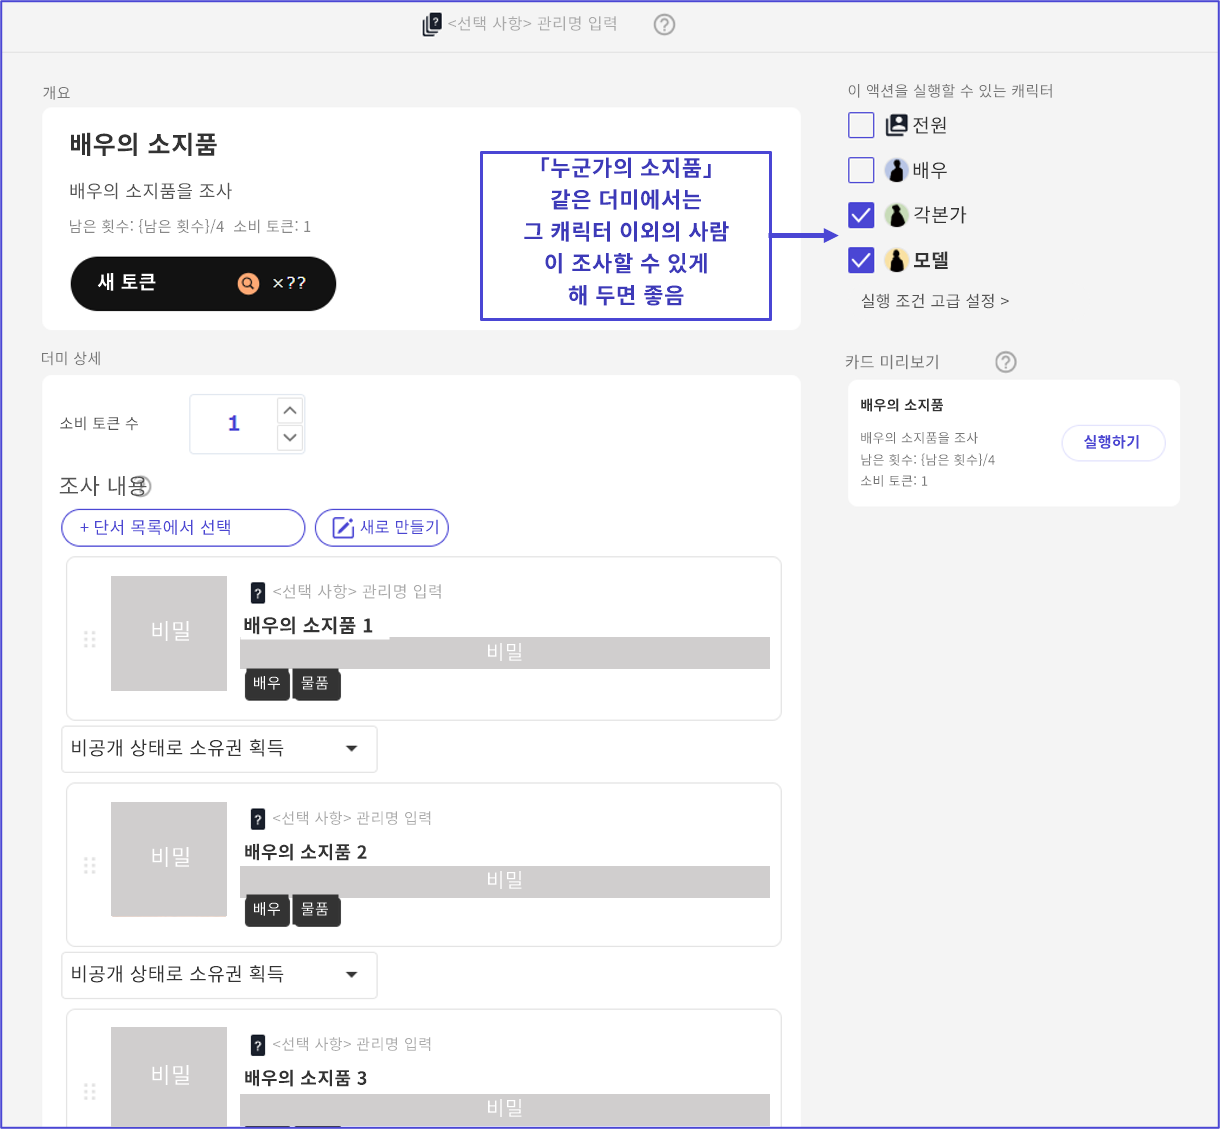 <선택 사항> 관리명 입력
개요
배우의 소지품
배우의 소지품을 조사
남은 횟수: {남은 횟수}/4 소비 토큰: 1
새 토큰 ×??
「누군가의 소지품」
같은 더미에서는
그 캐릭터 이외의 사람
이 조사할 수 있게
해 두면 좋음
이 액션을 실행할 수 있는 캐릭터
전원
배우
각본가
모델
실행 조건 고급 설정 >
카드 미리보기
배우의 소지품
배우의 소지품을 조사
남은 횟수: {남은 횟수}/4
소비 토큰: 1
실행하기
더미 상세
소비 토큰 수
1
조사 내용
+ 단서 목록에서 선택
새로 만들기
비밀
<선택 사항> 관리명 입력
배우의 소지품 1
비밀
배우 물품
비공개 상태로 소유권 획득
비밀
<선택 사항> 관리명 입력
배우의 소지품 2
비밀
배우 물품
비공개 상태로 소유권 획득
비밀
<선택 사항> 관리명 입력
배우의 소지품 3
비밀